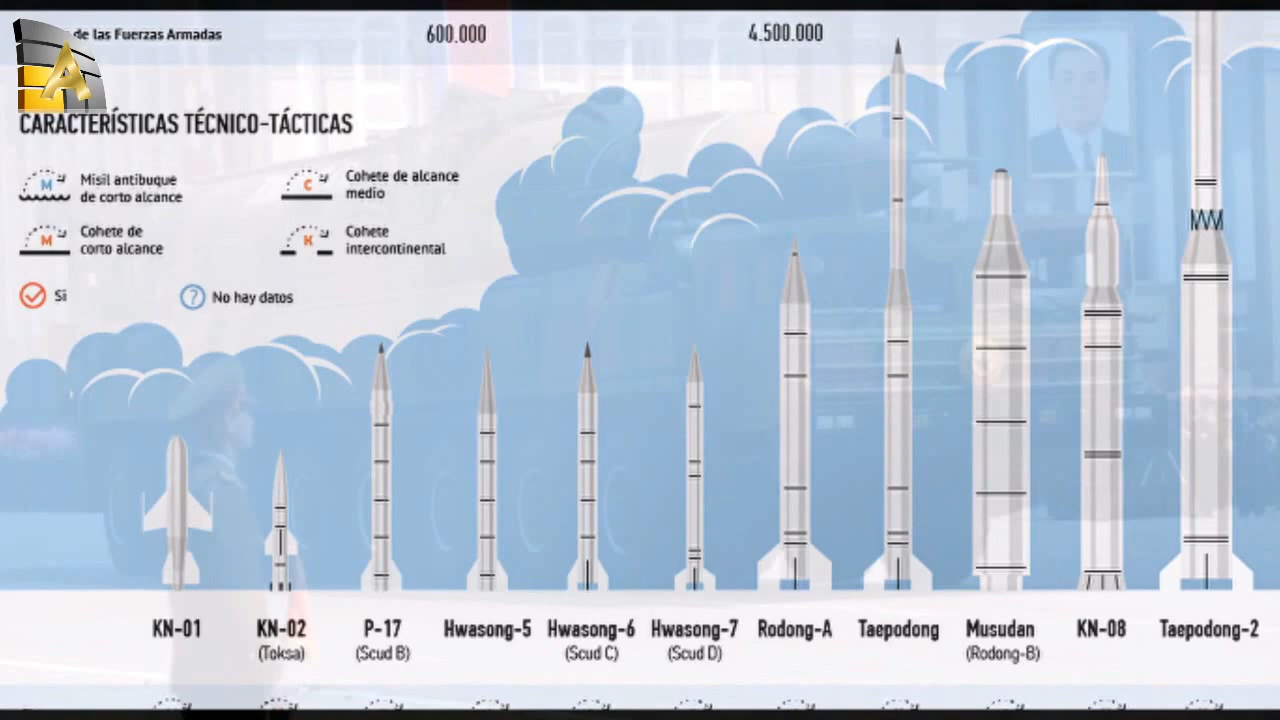 de las Fuerzas Armadas 600.000 4.500.000
A
CARACTERÍSTICAS TÉCNICO-TÁCTICAS
M Misil antibuque
de corto alcance
C Cohete de alcance
medio
M Cohete de
corto alcance
K Cohete
intercontinental
Si
? No hay datos
KN-01 KN-02 P-17 Hwasong-5 Hwasong-6 Hwasong-7 Rodong-A Taepodong Musudan KN-08 Taepodong-2
(Toksa) (Scud B) (Scud C) (Scud D) (Rodong-B)